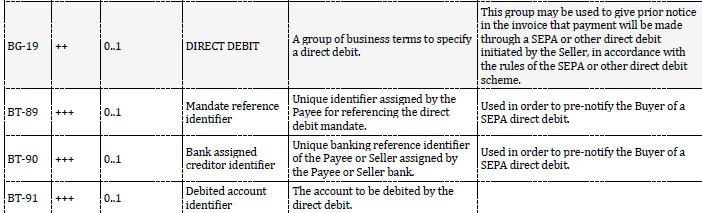 BG-19 ++ 0..1 DIRECT DEBIT A group of business terms to specify a direct debit. This group may be used to give prior notice
in the invoice that payment will be made
through a SEPA or other direct debit
initiated by the Seller, in accordance with
the rules of the SEPA or other direct debit
scheme.
BT-89 +++ 0..1 Mandate reference
identifier
Unique identifier assigned by the
Payee for referencing the direct
debit mandate.
Used in order to pre-notify the Buyer of a
SEPA direct debit.
BT-90 +++ 0..1 Bank assigned
creditor identifier
Unique banking reference identifier
of the Payee or Seller assigned by
the Payee or Seller bank.
Used in order to pre-notify the Buyer of a
SEPA direct debit.
BT-91 +++ 0..1 Debited account
identifier
The account to be debited by the
direct debit.